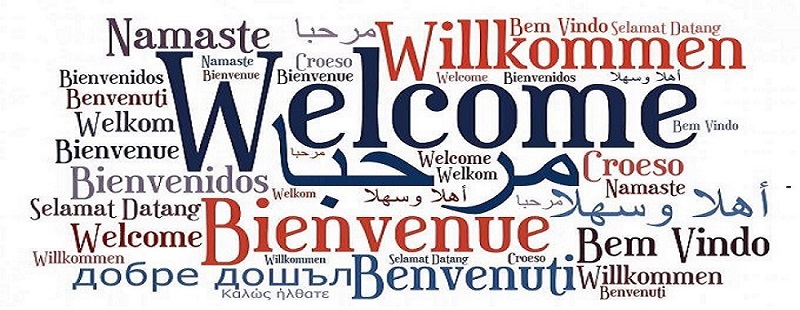 Namaste مرحبا Willkommen Bem Vindo Selamat Datang
Namaste Croeso
Bienvenidos Bienvenue Bienvenue Welcome Bienvenidos أهلا وسهلا
Benvenuti Welcome
Welkom Bem Vindo
Bienvenue مرحبا مرحبا Welcome Croeso
Bienvenidos Welkom Namaste
Welkom أهلا وسهلا مرحبا أهلا وسهلا
Selamat Datang Bienvenue
Welcome Bem Vindo
Willkommen Willkommen Selamat Datang Croeso
добре дошъл Benvenuti Willkommen
Καλώς ήλθατε Benvenuti